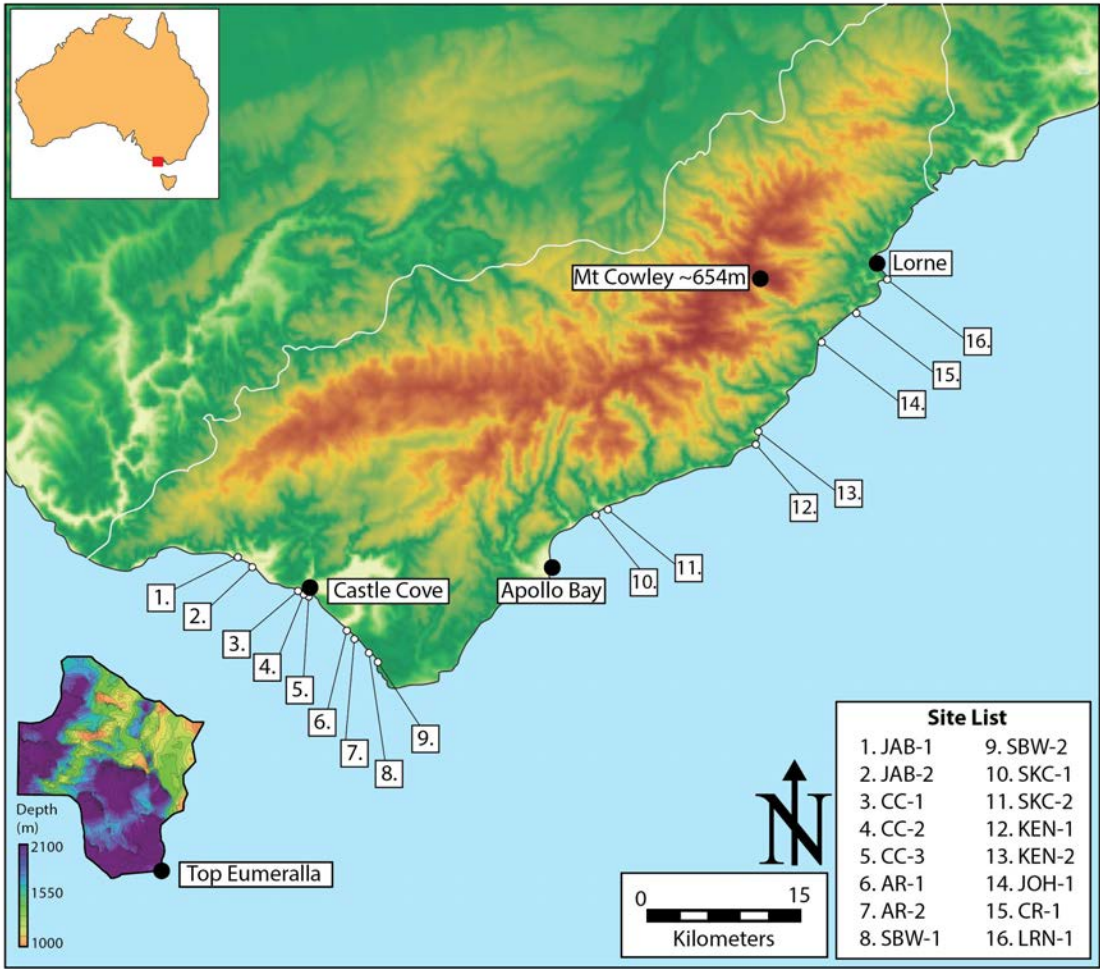 Mt Cowley ~654m
Lorne
16.
15.
14.
13.
12.
11.
10.
Apollo Bay
Castle Cove
1.
2.
3.
4.
5.
6.
7.
8.
9.
Depth
(m)
2100
1550
1000
Top Eumeralla
N
0 15
Kilometers
Site List
1. JAB-1
2. JAB-2
3. CC-1
4. CC-2
5. CC-3
6. AR-1
7. AR-2
8. SBW-1
9. SBW-2
10. SKC-1
11. SKC-2
12. KEN-1
13. KEN-2
14. JOH-1
15. CR-1
16. LRN-1